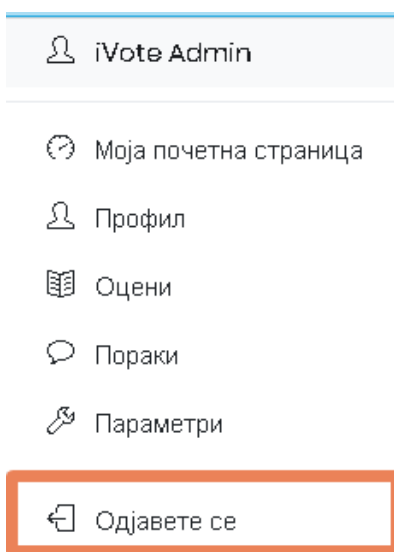 iVote Admin
Моја почетна страница
Профил
Оцени
Пораки
Параметри
Одјавете се